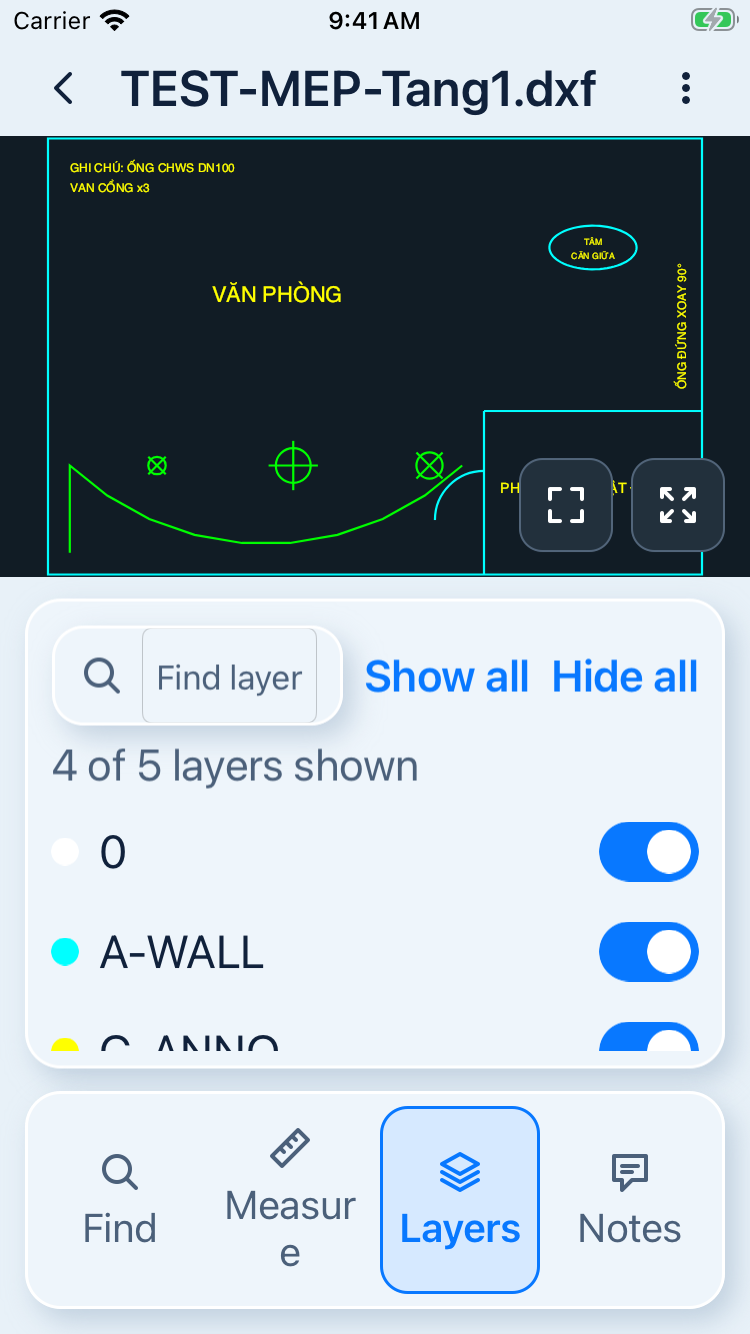 Carrier 9:41 AM
TEST-MEP-Tang1.dxf
GHI CHÚ: ỐNG CHWS DN100
VAN CỔNG x3
TÂM
CĂN GIỮA
VĂN PHÒNG
ỐNG ĐỨNG XOAY 90°
Find layer
Show all
Hide all
4 of 5 layers shown
0
A-WALL
Find
Measure
Layers
Notes